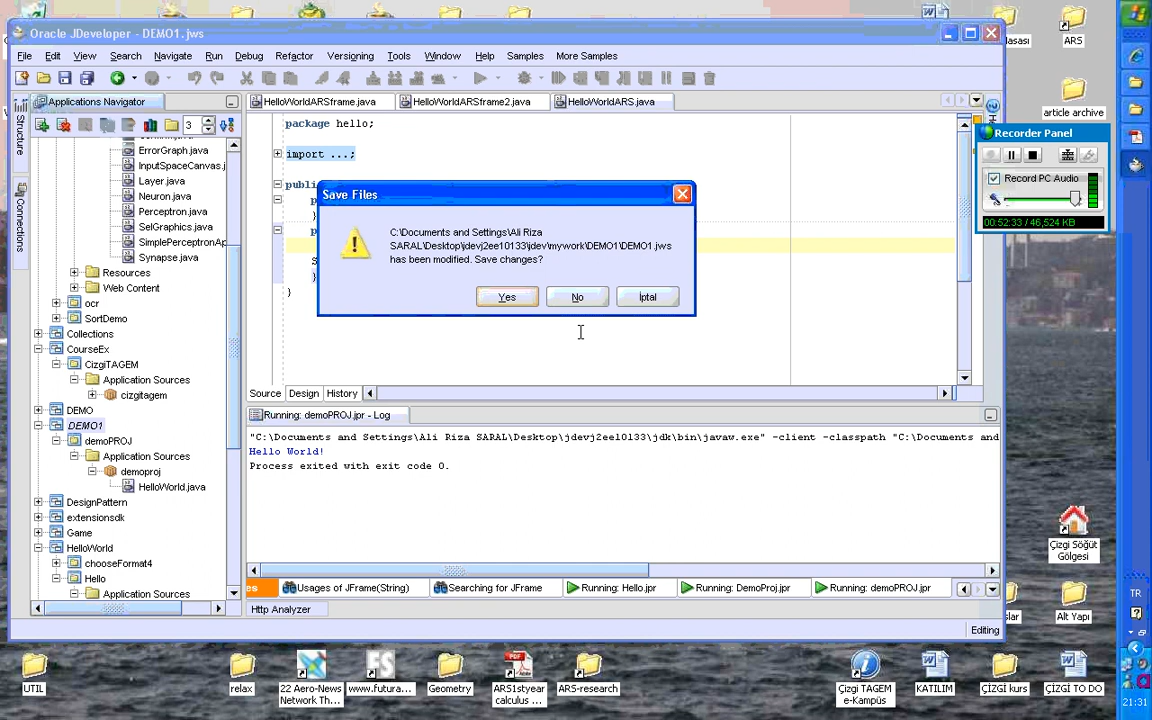 Oracle JDeveloper - DEMO1.jws
File Edit View Search Navigate Run Debug Refactor Versioning Tools Window Help Samples More Samples
Applications Navigator
HelloWorldARSframe.java
HelloWorldARSframe2.java
HelloWorldARS.java
Structure
Connections
3
ErrorGraph.java
InputSpaceCanvas.j
Layer.java
Neuron.java
Perceptron.java
SelGraphics.java
SimplePerceptronAp
Synapse.java
Resources
Web Content
ocr
SortDemo
Collections
CourseEx
CizgiTAGEM
Application Sources
cizgitagem
DEMO
DEMO1
demoPROJ
Application Sources
demoproj
HelloWorld.java
DesignPattern
extensionsdk
Game
HelloWorld
chooseFormat4
Hello
Application Sources
package hello;
import ...;
publi
p
}
p
S
}
}
Save Files
C:\Documents and Settings\Ali Riza
SARAL\Desktop\jdevj2ee10133\jdev\mywork\DEMO1\DEMO1.jws
has been modified. Save changes?
Yes No İptal
Source Design History
Running: demoPROJ.jpr - Log
"C:\Documents and Settings\Ali Riza SARAL\Desktop\jdevj2ee10133\jdk\bin\javaw.exe" -client -classpath "C:\Documents and
Hello World!
Process exited with exit code 0.
es
Usages of JFrame(String)
Searching for JFrame
Running: Hello.jpr
Running: DemoProj.jpr
Running: demoPROJ.jpr
Http Analyzer
Editing
Recorder Panel
Record PC Audio
00:52:33 / 46,524 KB
ARS
article archive
Çizgi Söğüt
Gölgesi
Alt Yapı
UTIL
relax
22 Aero-News
Network Th...
www.futura...
Geometry
ARS1styear
calculus ...
ARS-research
Çizgi TAGEM
e-Kampüs
KATILIM
ÇİZGİ kurs
ÇİZGİ TO DO
TR
21:31